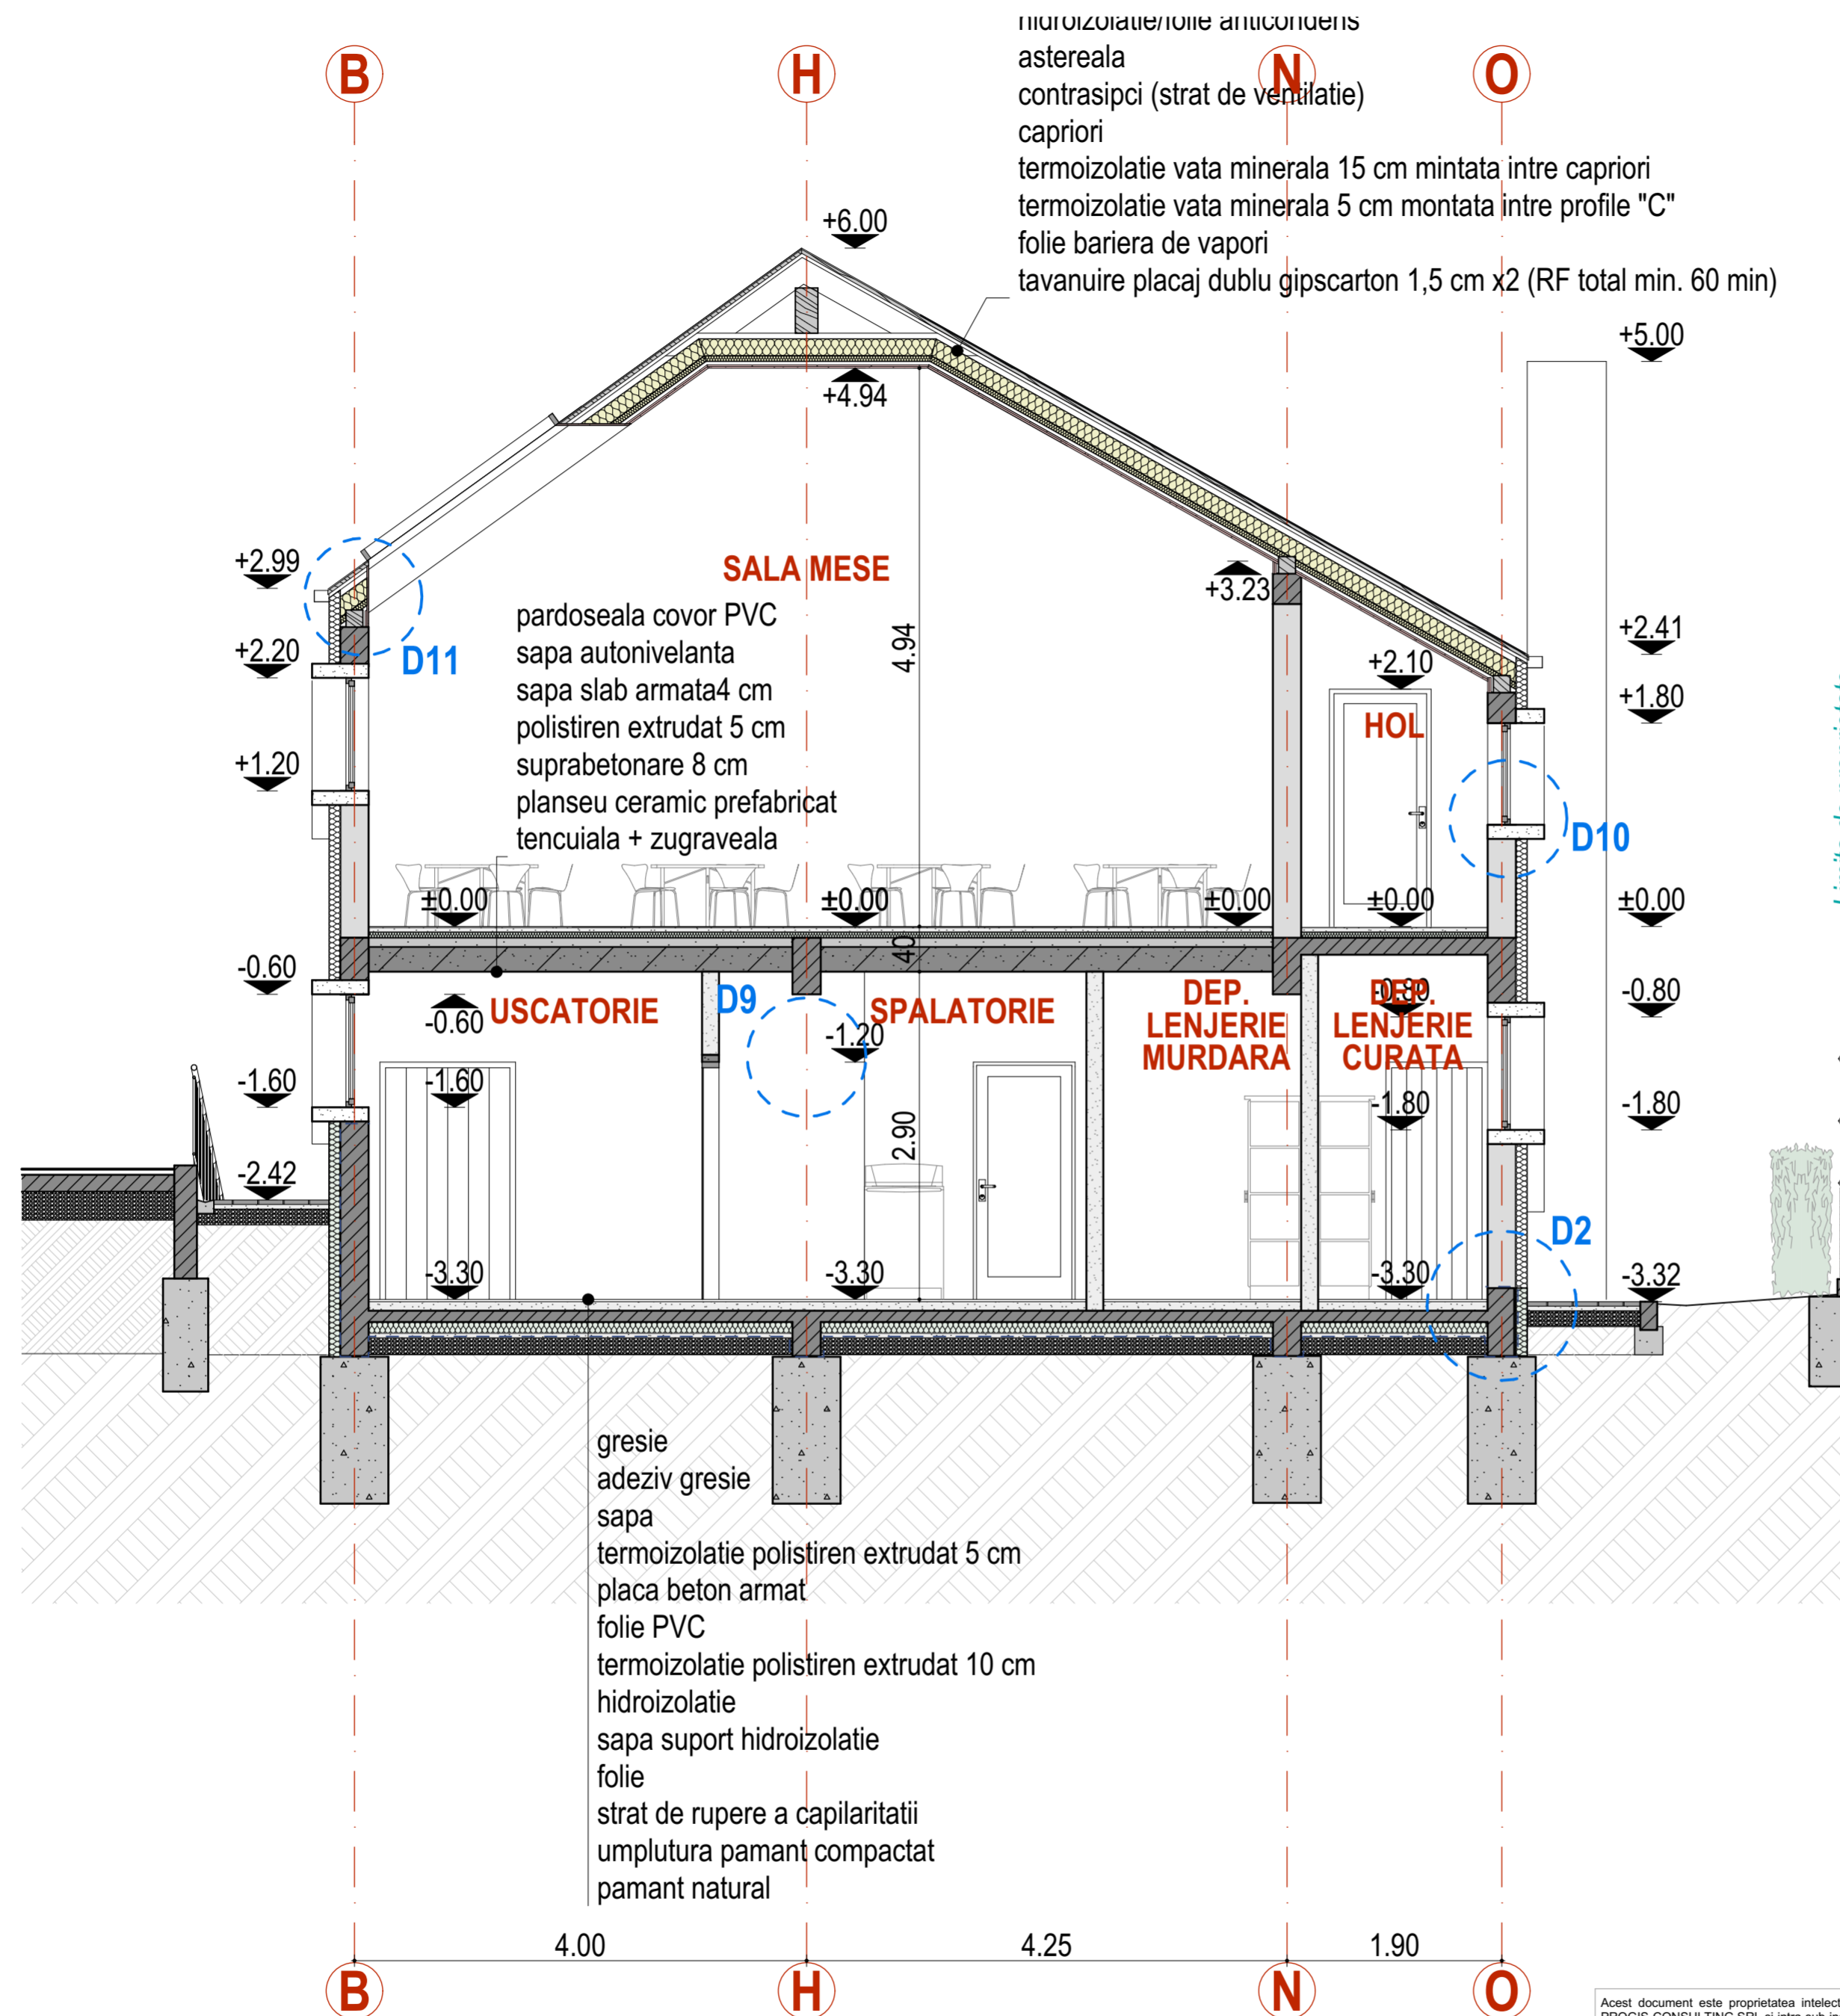 hidroizolatie/folie anticondens
B
H
N
O
astereala
contrasipci (strat de ventilatie)
capriori
termoizolatie vata minerala 15 cm mintata intre capriori
termoizolatie vata minerala 5 cm montata intre profile "C"
folie bariera de vapori
tavanuire placaj dublu gipscarton 1,5 cm x2 (RF total min. 60 min)
+6.00
+5.00
+4.94
+2.99
SALA MESE
+3.23
pardoseala covor PVC
sapa autonivelanta
sapa slab armata4 cm
polistiren extrudat 5 cm
suprabetonare 8 cm
planseu ceramic prefabricat
tencuiala + zugraveala
4.94
+2.41
+2.20
D11
+2.10
+1.80
HOL
+1.20
D10
±0.00
±0.00
±0.00
±0.00
±0.00
40
-0.60
-0.60
USCATORIE
D9
SPALATORIE
-1.20
DEP.
LENJERIE
MURDARA
-0.80
DEP.
LENJERIE
CURATA
-0.80
-1.60
-1.60
-1.80
-1.80
2.90
-2.42
D2
-3.30
-3.30
-3.30
-3.32
gresie
adeziv gresie
sapa
termoizolatie polistiren extrudat 5 cm
placa beton armat
folie PVC
termoizolatie polistiren extrudat 10 cm
hidroizolatie
sapa suport hidroizolatie
folie
strat de rupere a capilaritatii
umplutura pamant compactat
pamant natural
4.00
4.25
1.90
B
H
N
O
Acest document este proprietatea